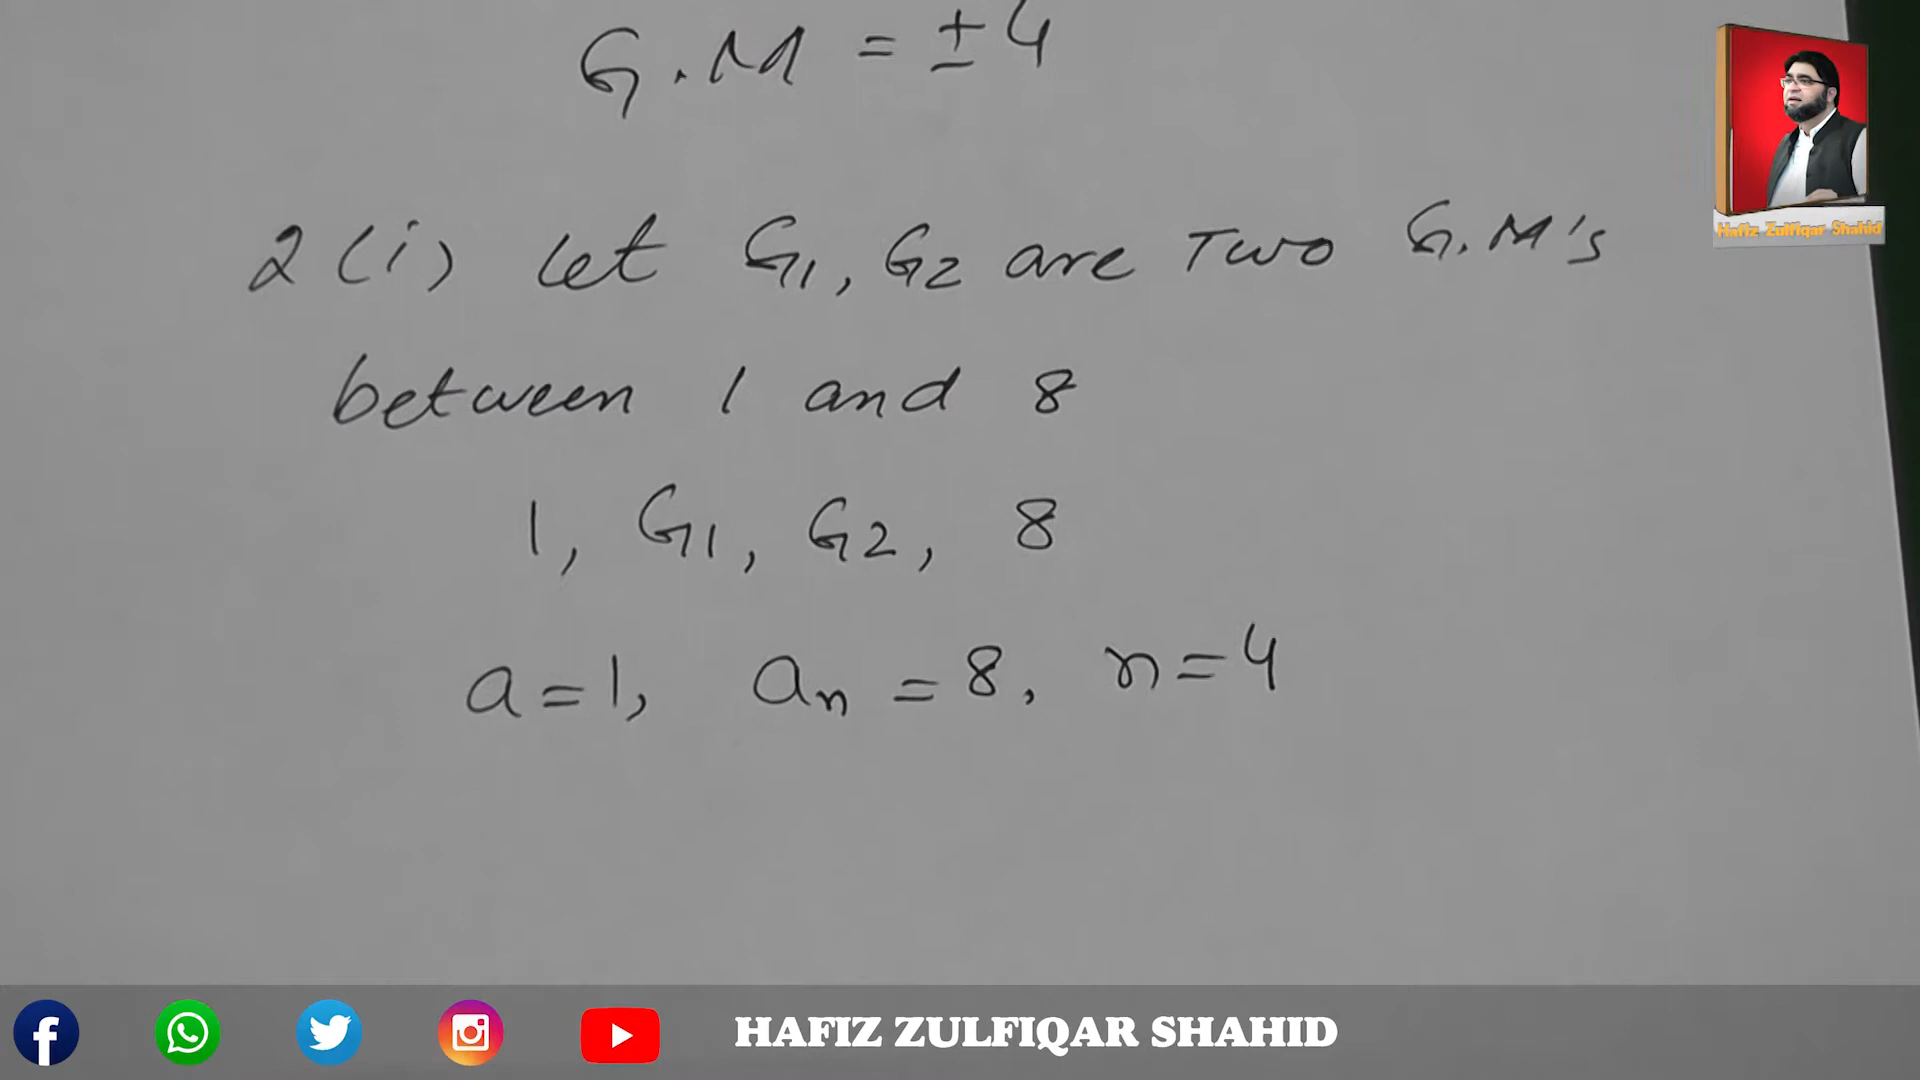 G.M = ±4
Hafiz Zulfiqar Shahid
2(i) Let G1, G2 are Two G.M's
between 1 and 8
1, G1, G2, 8
a=1, an = 8, n=4
HAFIZ ZULFIQAR SHAHID